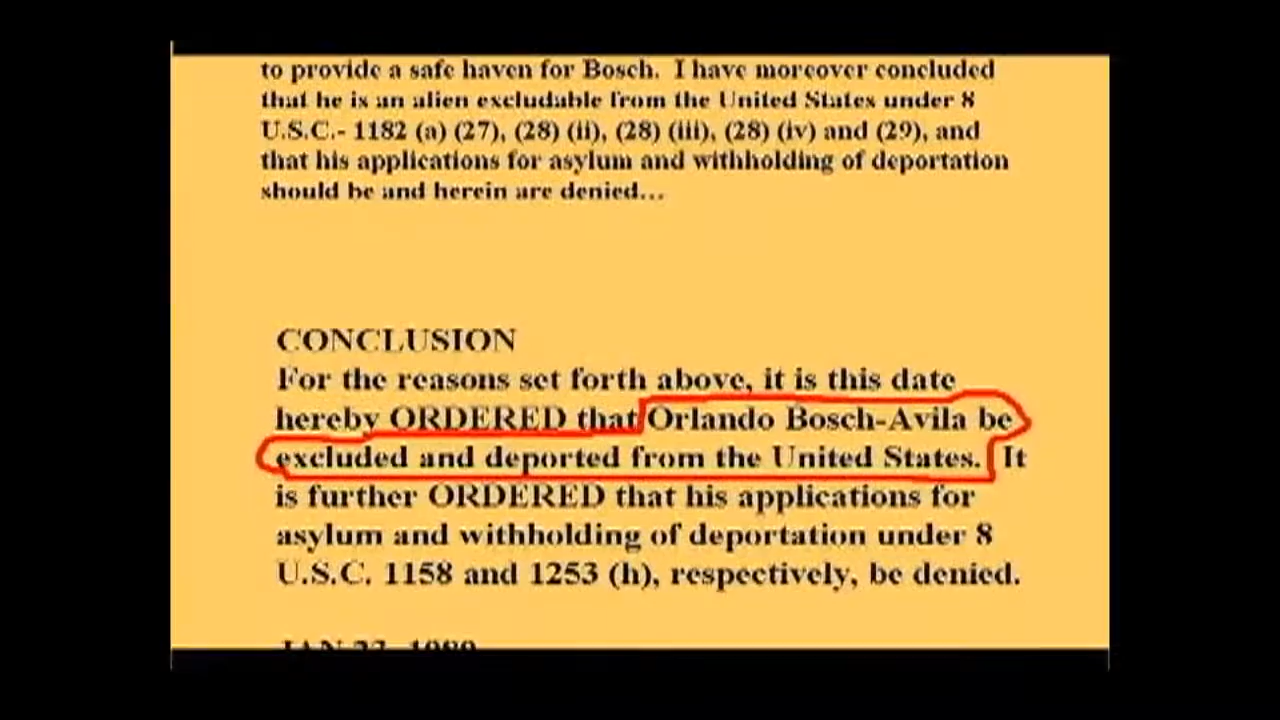 to provide a safe haven for Bosch. I have moreover concluded
that he is an alien excludable from the United States under 8
U.S.C.- 1182 (a) (27), (28) (ii), (28) (iii), (28) (iv) and (29), and
that his applications for asylum and withholding of deportation
should be and herein are denied...
CONCLUSION
For the reasons set forth above, it is this date
hereby ORDERED that Orlando Bosch-Avila be
excluded and deported from the United States. It
is further ORDERED that his applications for
asylum and withholding of deportation under 8
U.S.C. 1158 and 1253 (h), respectively, be denied.